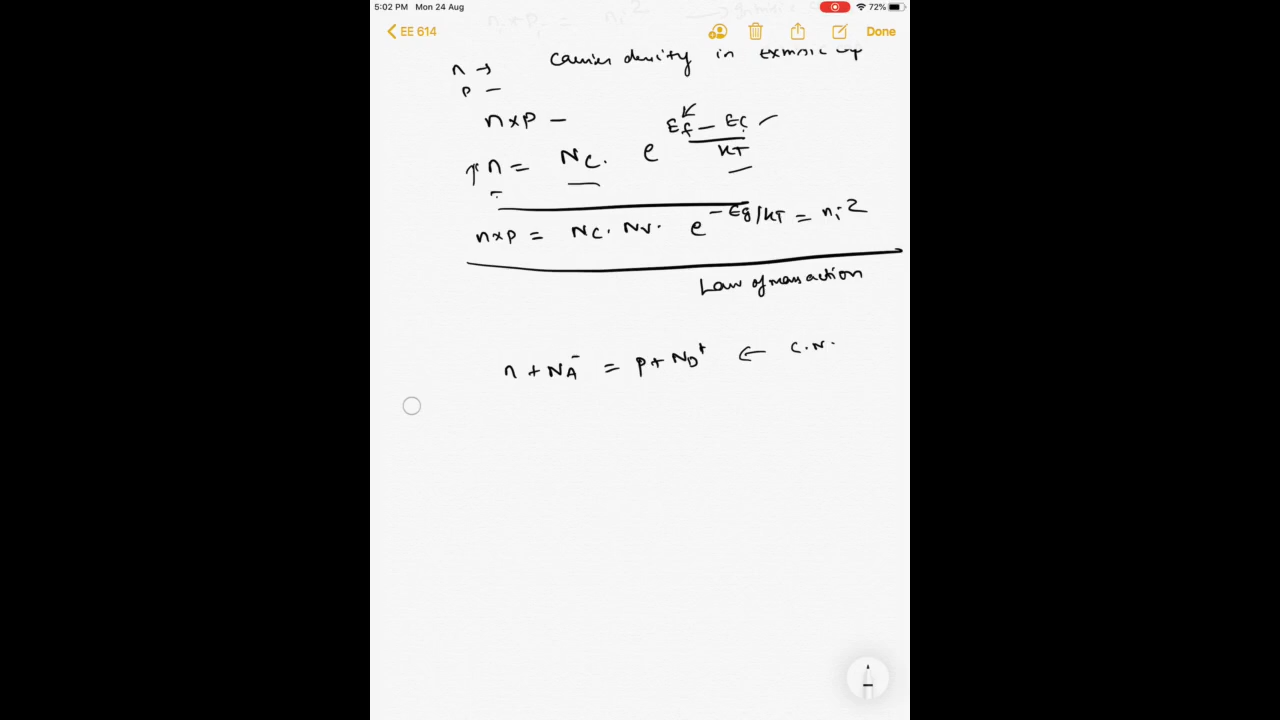 5:02 PM Mon 24 Aug 72%
EE 614 Done
Carrier density in
n →
p –
n×p –
↑ n = Nc. e^(Ef – Ec / KT)
n×p = Nc. Nv. e^(–Eg/KT) = ni²
Law of mass action
n + NA⁻ = p + ND⁺ ← C.N.